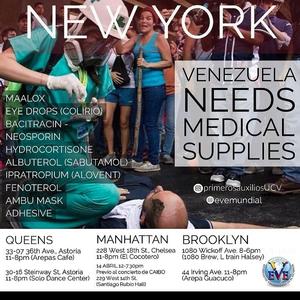 NEW YORK
VENEZUELA
NEEDS
MEDICAL
SUPPLIES
MAALOX
EYE DROPS (COLIRIO)
BACITRACIN -
NEOSPORIN
HYDROCORTISONE
ALBUTEROL (SABUTAMOL)
IPRATROPIUM (ALOVENT)
FENOTEROL
AMBU MASK
ADHESIVE
@primerosauxiliosUCV
@evemundial
QUEENS
33-07 36th Ave, Astoria
11-8pm (Arepas Cafe)
30-16 Steinway St, Astoria
11-8pm (Solo Dance Center)
MANHATTAN
228 West 18th St., Chelsea
11-8pm (El Cocotero)
14 ABRIL 12-7:30pm
Previo al concierto de CAIBO
229 West 14th St.
(Santiago Rubio Hall)
BROOKLYN
1080 Wickoff Ave. 8-6pm
(1080 Brew, L train Halsey)
44 Irving Ave. 11-8pm
(Arepa Guacuco)
EVE